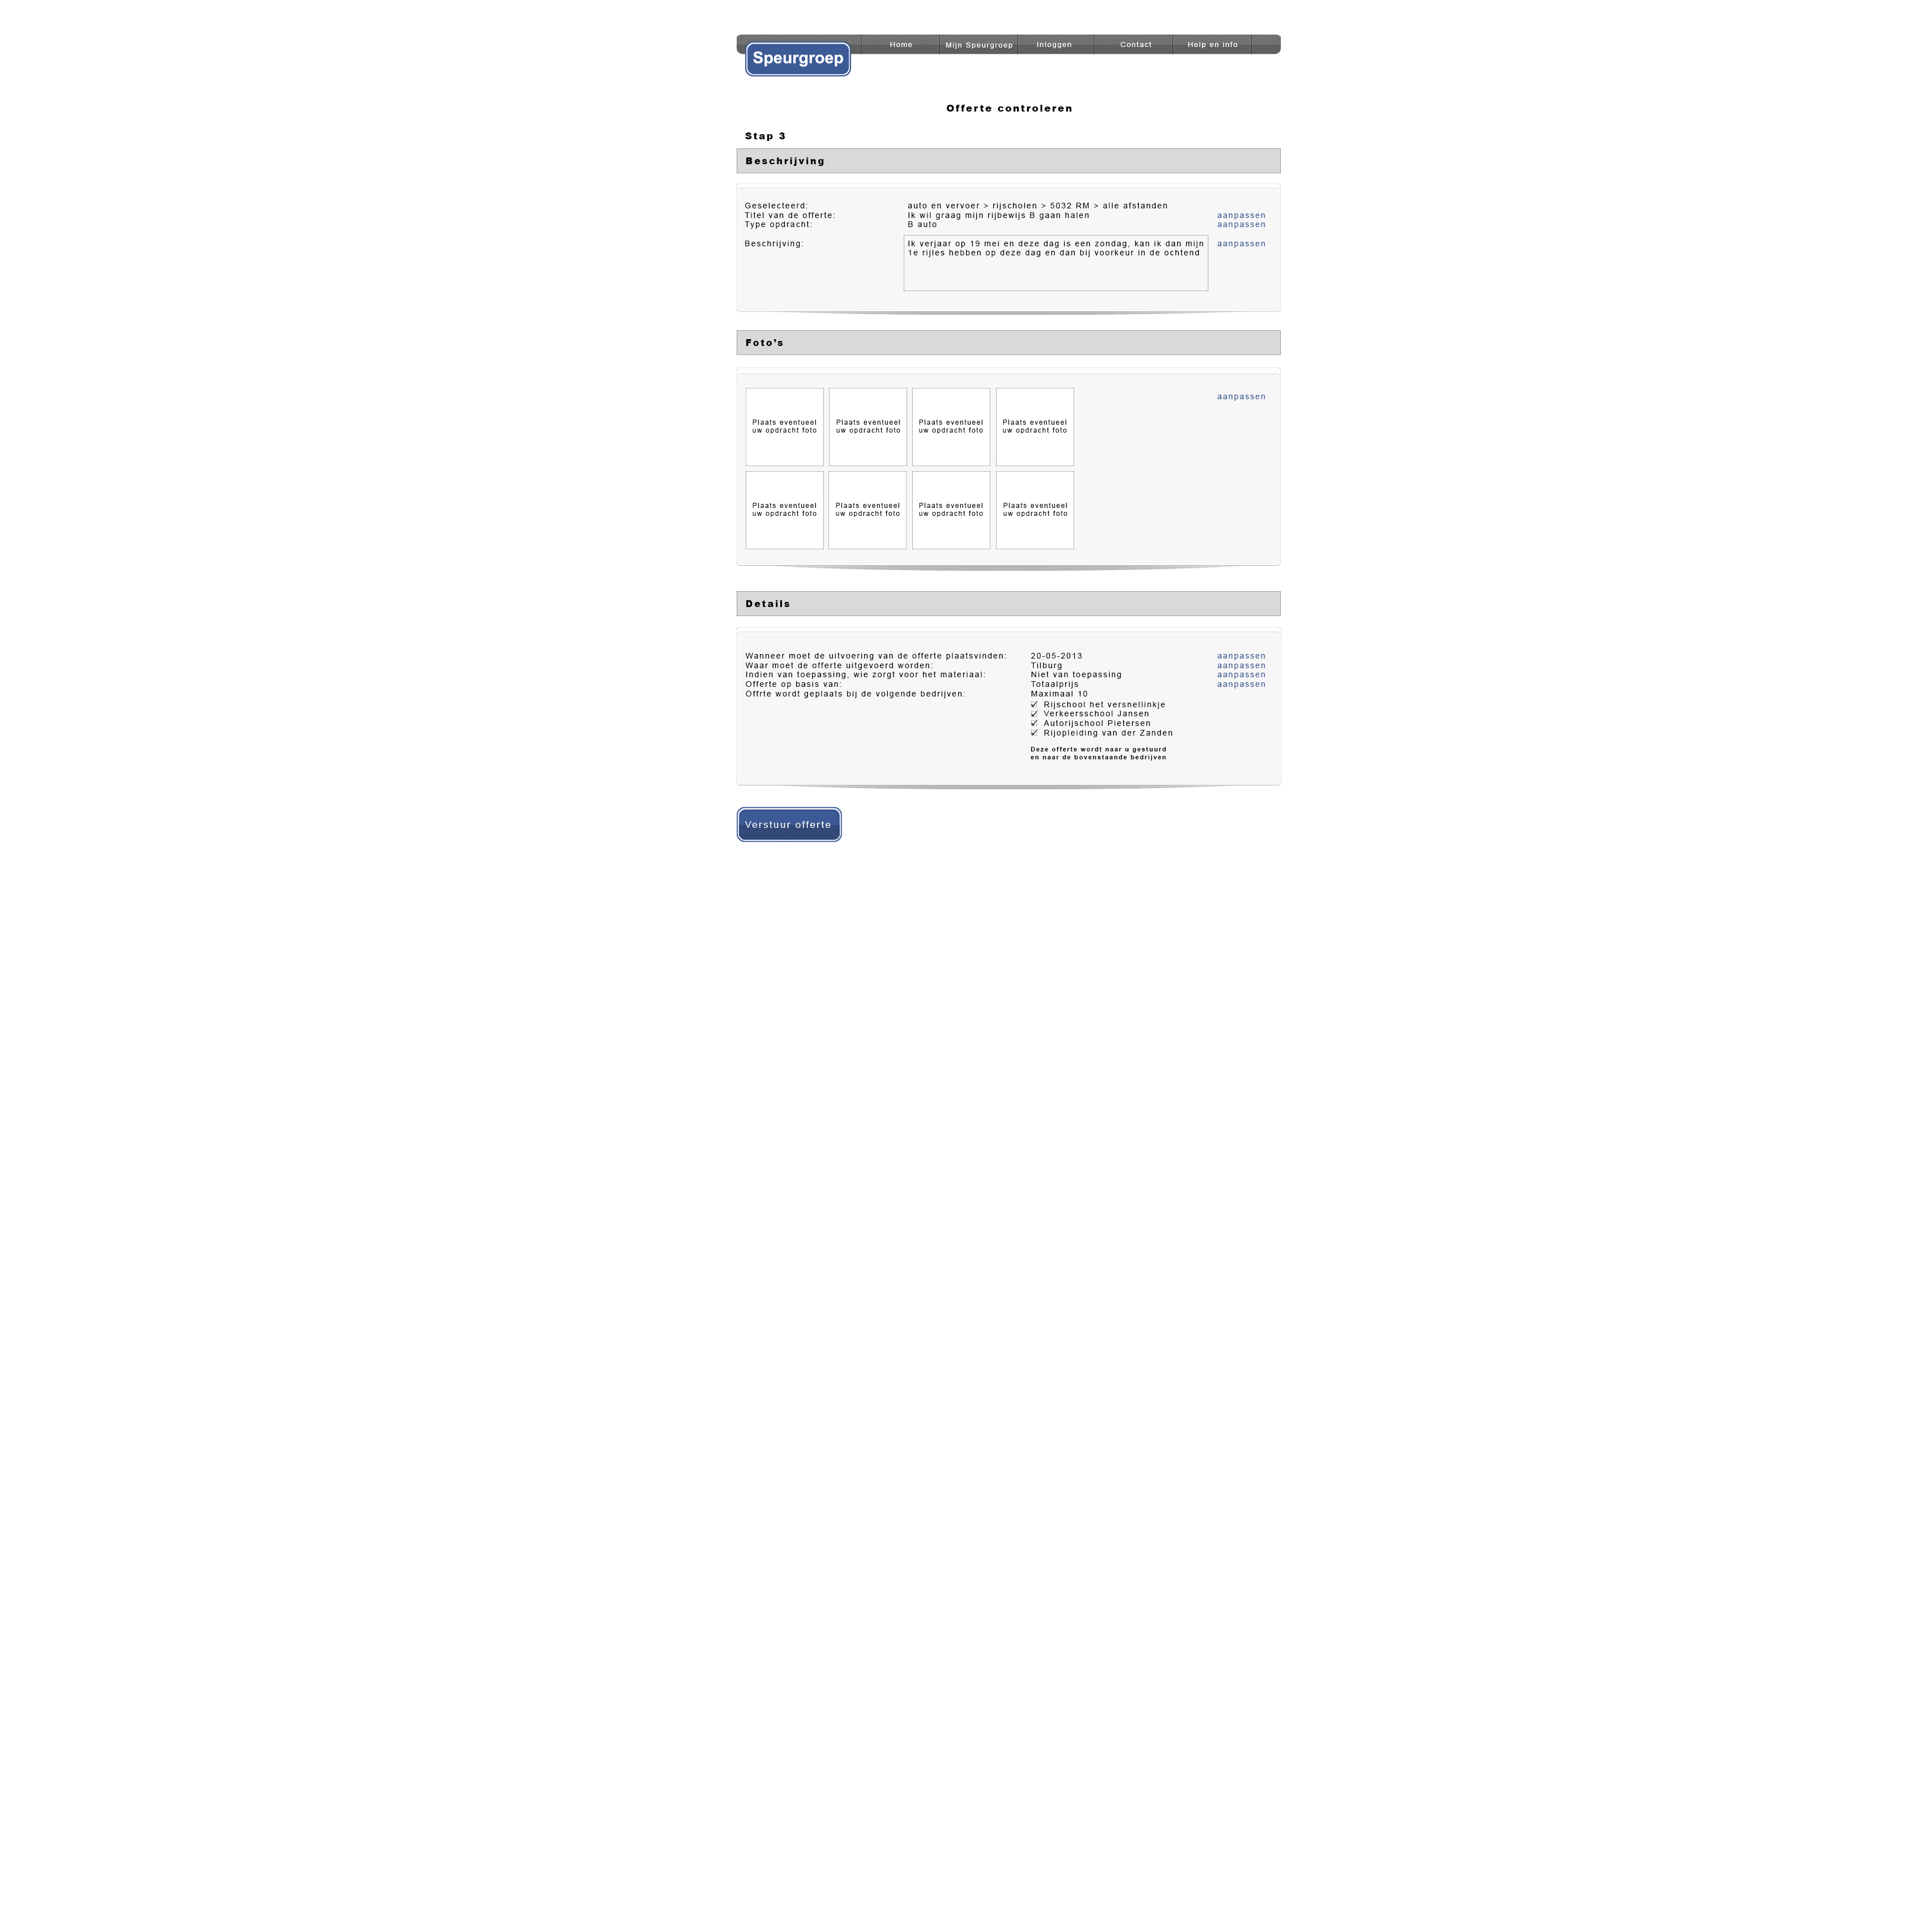 Home Mijn Speurgroep Inloggen Contact Help en info
Speurgroep
Offerte controleren
Stap 3
Beschrijving
Geselecteerd: auto en vervoer > rijscholen > 5032 RM > alle afstanden
Titel van de offerte: Ik wil graag mijn rijbewijs B gaan halen aanpassen
Type opdracht: B auto aanpassen
Beschrijving: Ik verjaar op 19 mei en deze dag is een zondag, kan ik dan mijn aanpassen
1e rijles hebben op deze dag en dan bij voorkeur in de ochtend
Foto's
aanpassen
Plaats eventueel Plaats eventueel Plaats eventueel Plaats eventueel
uw opdracht foto uw opdracht foto uw opdracht foto uw opdracht foto
Plaats eventueel Plaats eventueel Plaats eventueel Plaats eventueel
uw opdracht foto uw opdracht foto uw opdracht foto uw opdracht foto
Details
Wanneer moet de uitvoering van de offerte plaatsvinden: 20-05-2013 aanpassen
Waar moet de offerte uitgevoerd worden: Tilburg aanpassen
Indien van toepassing, wie zorgt voor het materiaal: Niet van toepassing aanpassen
Offerte op basis van: Totaalprijs aanpassen
Offrte wordt geplaats bij de volgende bedrijven: Maximaal 10
Rijschool het versnellinkje
Verkeersschool Jansen
Autorijschool Pietersen
Rijopleiding van der Zanden
Deze offerte wordt naar u gestuurd
en naar de bovenstaande bedrijven
Verstuur offerte